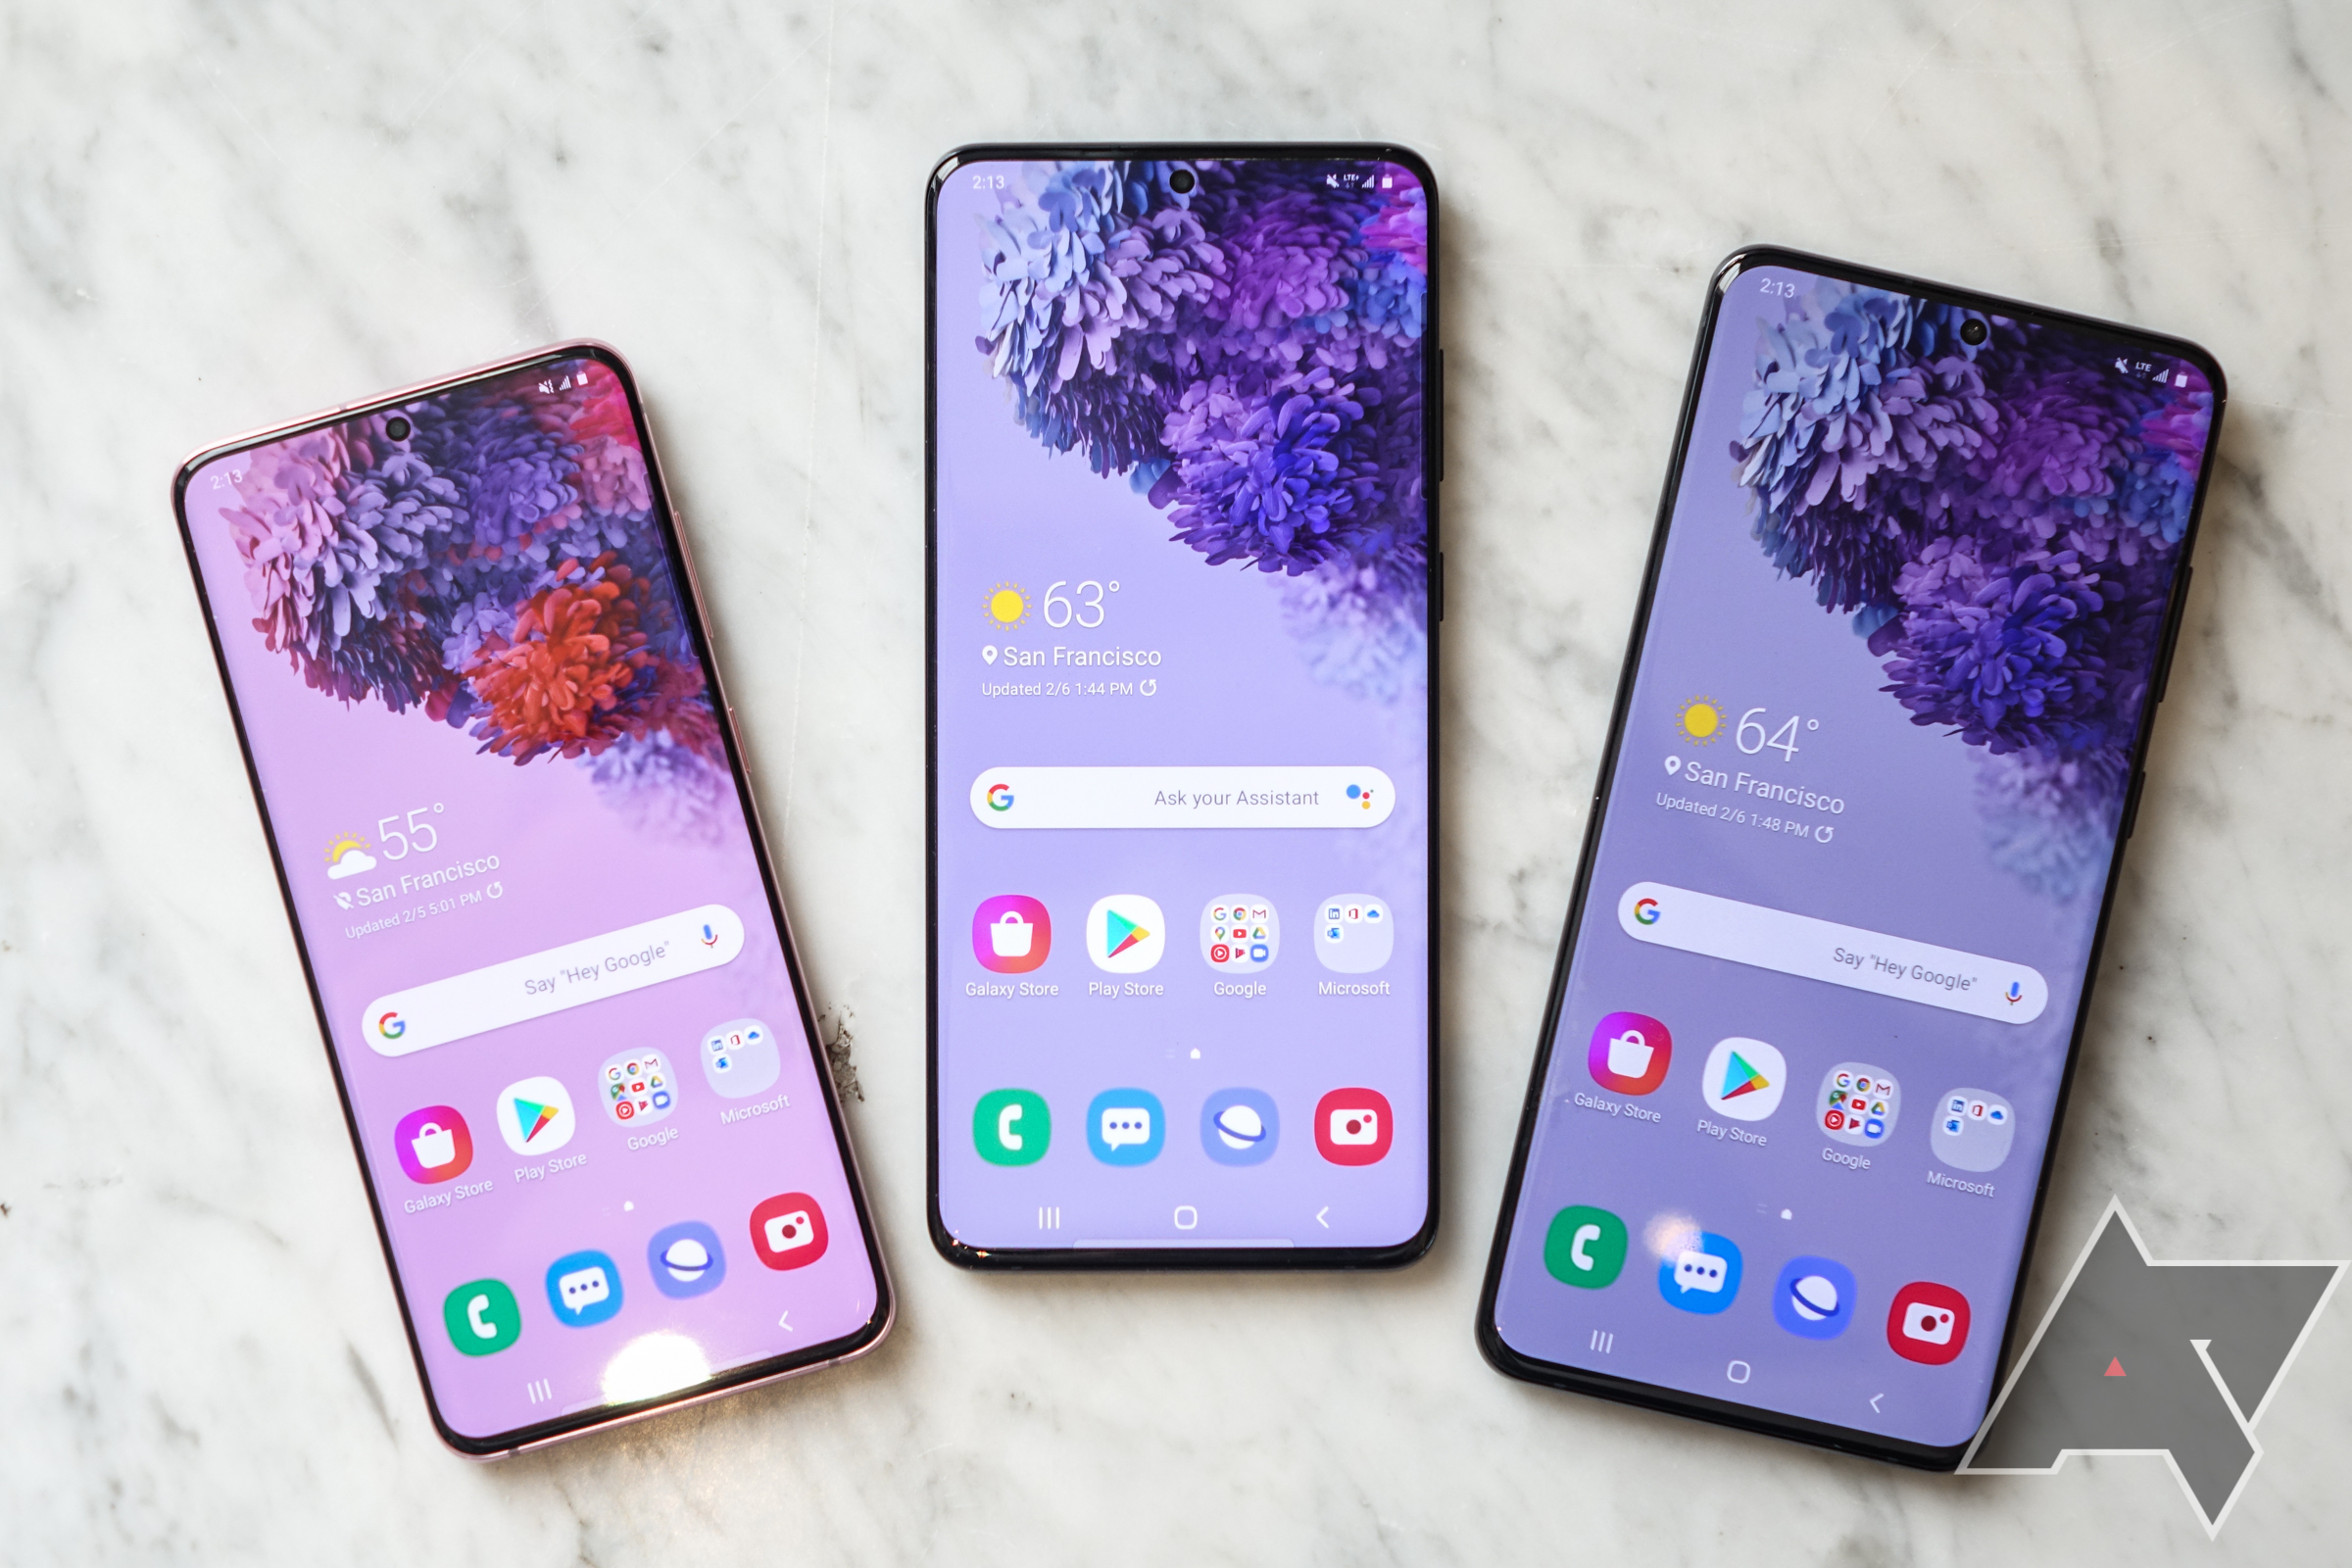 2:13
55°
San Francisco
Updated 2/5 5:01 PM
Say "Hey Google"
Galaxy Store
Play Store
Google
Microsoft
2:13
LTE+
63°
San Francisco
Updated 2/6 1:44 PM
Ask your Assistant
Galaxy Store
Play Store
Google
Microsoft
2:13
LTE
64°
San Francisco
Updated 2/6 1:48 PM
Say "Hey Google"
Galaxy Store
Play Store
Google
Microsoft